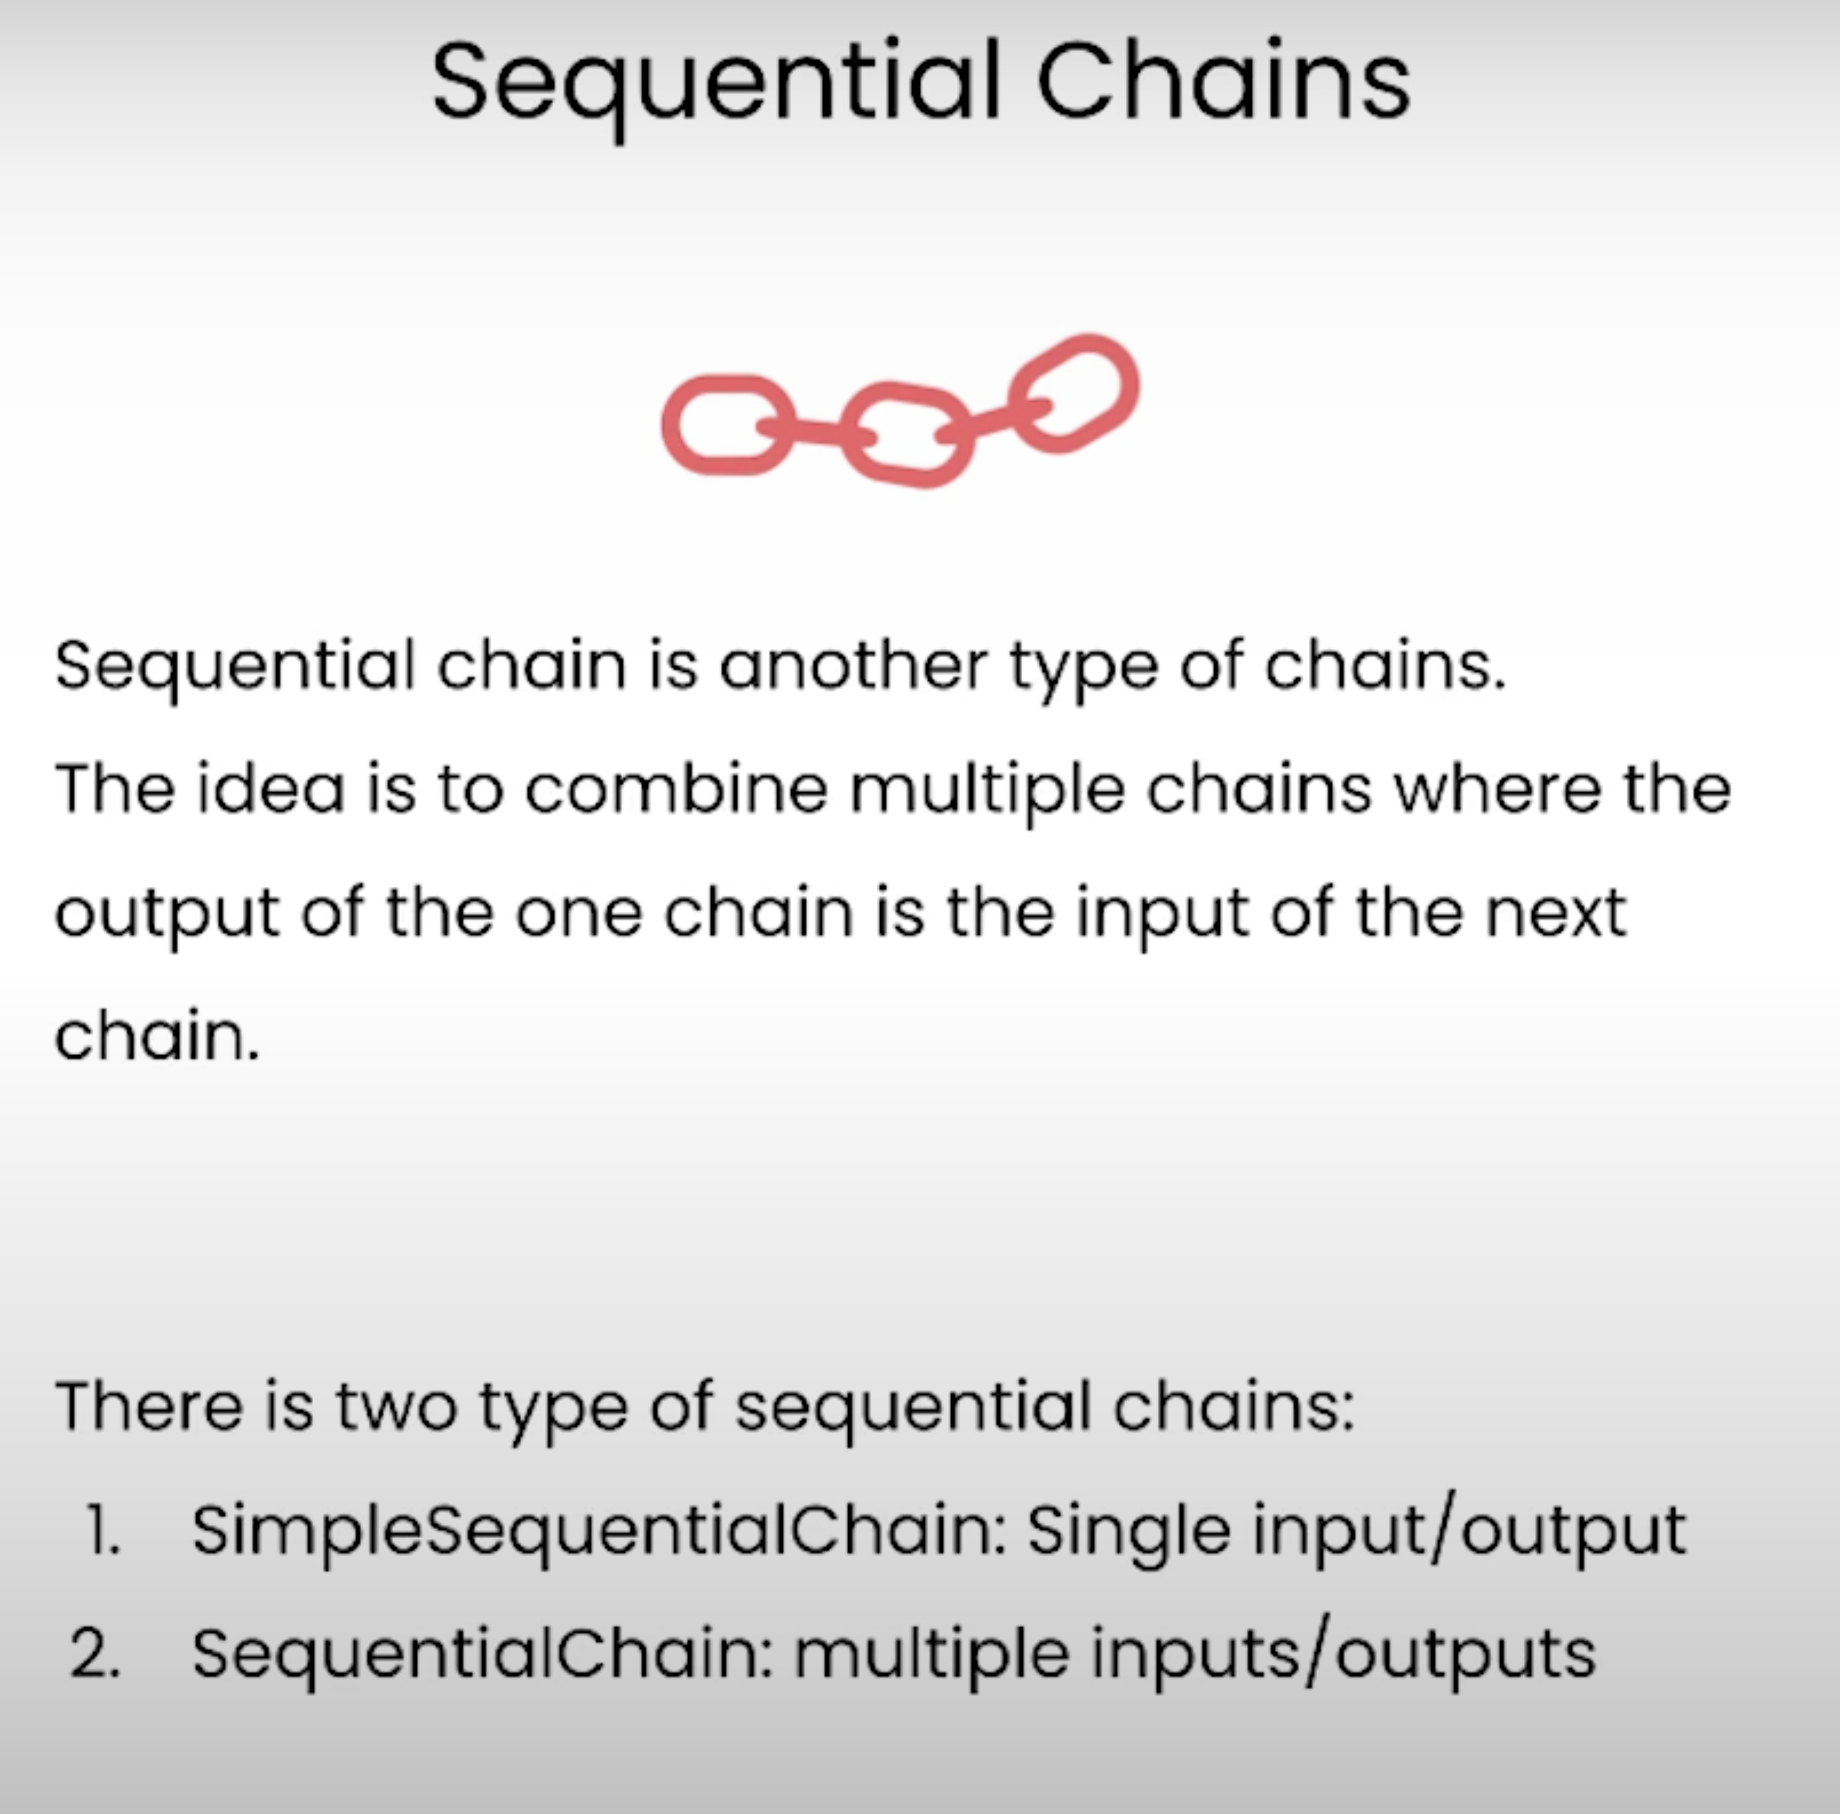 Sequential Chains
Sequential chain is another type of chains.
The idea is to combine multiple chains where the
output of the one chain is the input of the next
chain.
There is two type of sequential chains:
1. SimpleSequentialChain: Single input/output
2. SequentialChain: multiple inputs/outputs